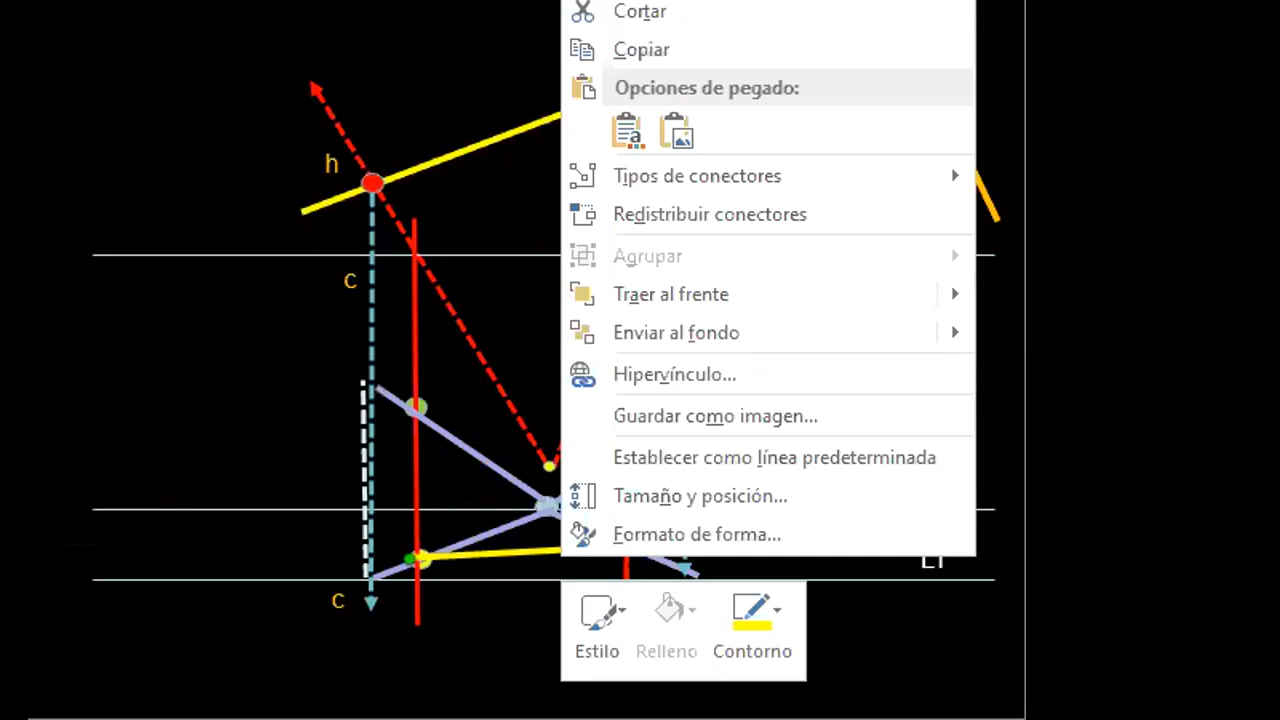 Cortar
Copiar
Opciones de pegado:
Tipos de conectores
Redistribuir conectores
Agrupar
Traer al frente
Enviar al fondo
Hipervínculo...
Guardar como imagen...
Establecer como línea predeterminada
Tamaño y posición...
Formato de forma...
Estilo
Relleno
Contorno
h
c
c